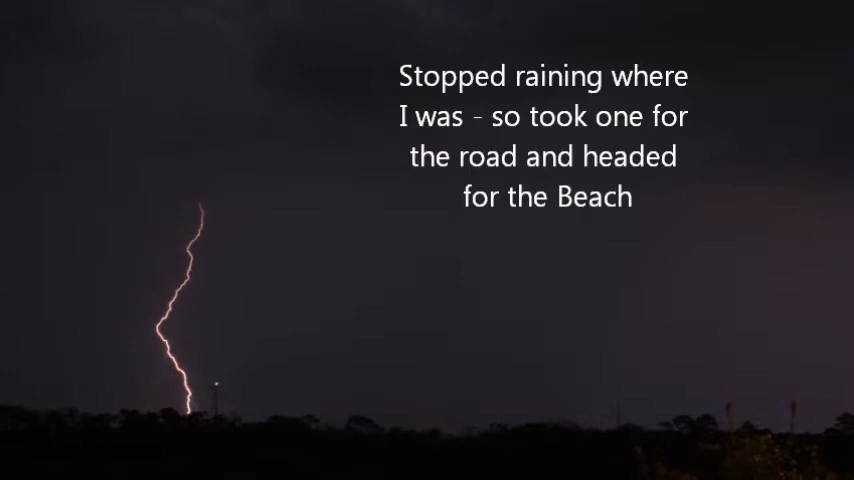 Stopped raining where
I was - so took one for
the road and headed
for the Beach